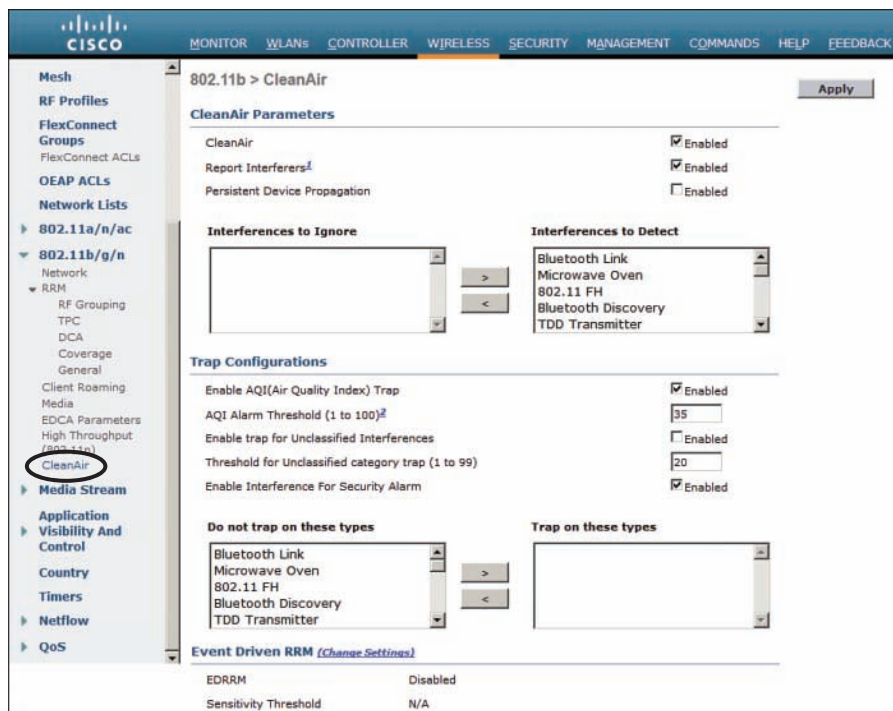 CISCO
MONITOR WLANs CONTROLLER WIRELESS SECURITY MANAGEMENT COMMANDS HELP FEEDBACK
Mesh
RF Profiles
FlexConnect
Groups
FlexConnect ACLs
OEAP ACLs
Network Lists
802.11a/n/ac
802.11b/g/n
Network
RRM
RF Grouping
TPC
DCA
Coverage
General
Client Roaming
Media
EDCA Parameters
High Throughput
(802.11n)
CleanAir
Media Stream
Application
Visibility And
Control
Country
Timers
Netflow
QoS
802.11b > CleanAir
Apply
CleanAir Parameters
CleanAir Enabled
Report Interferers1 Enabled
Persistent Device Propagation Enabled
Interferences to Ignore Interferences to Detect
Bluetooth Link
Microwave Oven
802.11 FH
Bluetooth Discovery
TDD Transmitter
>
<
Trap Configurations
Enable AQI(Air Quality Index) Trap Enabled
AQI Alarm Threshold (1 to 100)2 35
Enable trap for Unclassified Interferences Enabled
Threshold for Unclassified category trap (1 to 99) 20
Enable Interference For Security Alarm Enabled
Do not trap on these types Trap on these types
Bluetooth Link
Microwave Oven
802.11 FH
Bluetooth Discovery
TDD Transmitter
>
<
Event Driven RRM (Change Settings)
EDRRM Disabled
Sensitivity Threshold N/A